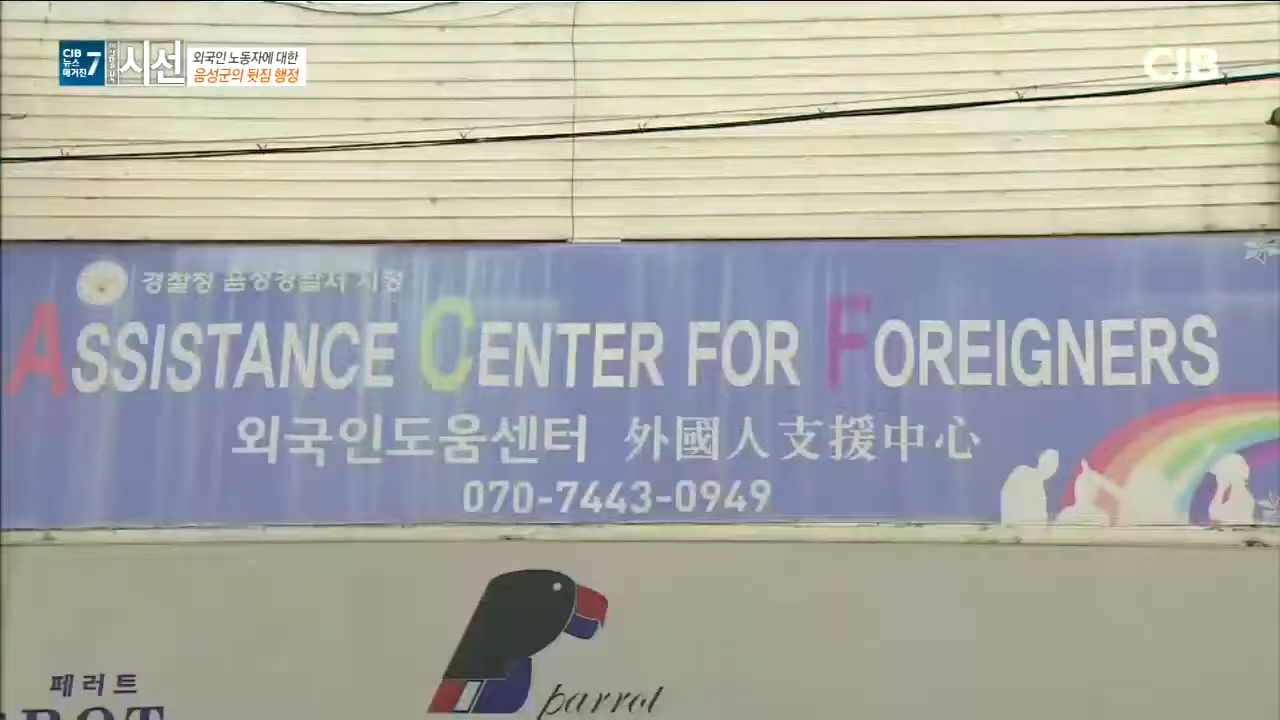 CJB
뉴스
매거진
7
시선
외국인 노동자에 대한
음성군의 뒷짐 행정
CJB
경찰청 음성경찰서 지정
ASSISTANCE CENTER FOR FOREIGNERS
외국인도움센터 外國人支援中心
070-7443-0949
페러트
parrot